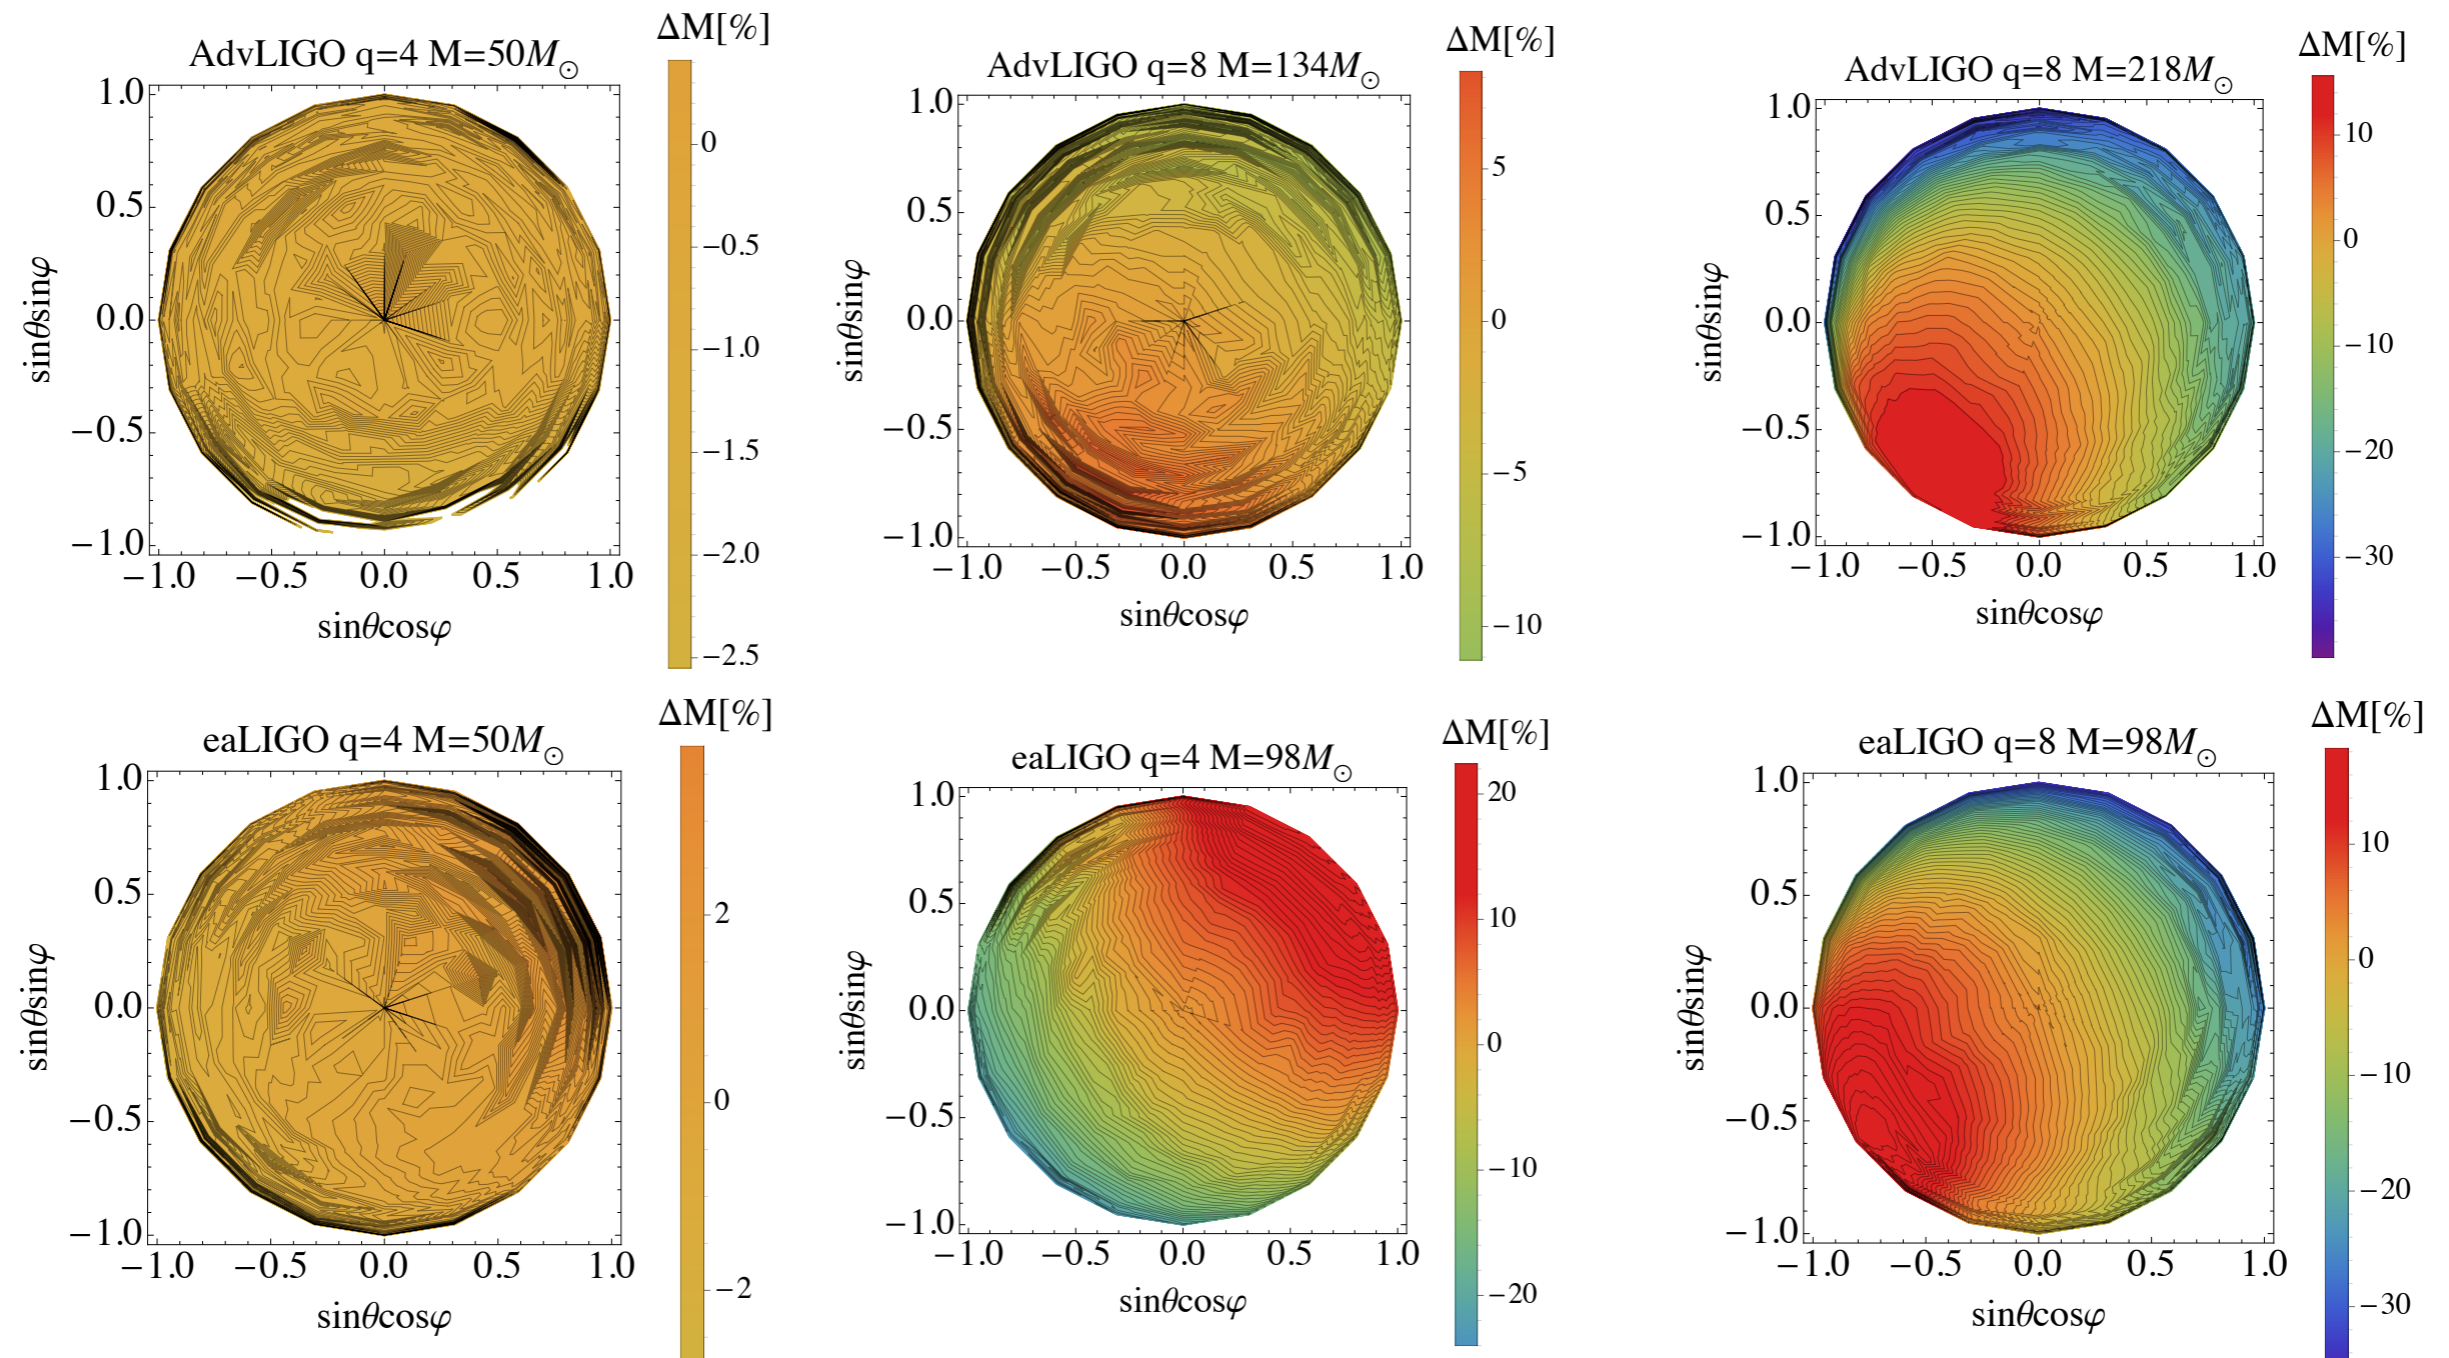 ΔM[%]
AdvLIGO q=4 M=50M⊙
1.0
0.5
0.0
−0.5
−1.0
sinθsinφ
−1.0 −0.5 0.0 0.5 1.0
sinθcosφ
0
−0.5
−1.0
−1.5
−2.0
−2.5
ΔM[%]
AdvLIGO q=8 M=134M⊙
1.0
0.5
0.0
−0.5
−1.0
sinθsinφ
−1.0 −0.5 0.0 0.5 1.0
sinθcosφ
5
0
−5
−10
ΔM[%]
AdvLIGO q=8 M=218M⊙
1.0
0.5
0.0
−0.5
−1.0
sinθsinφ
−1.0 −0.5 0.0 0.5 1.0
sinθcosφ
10
0
−10
−20
−30
ΔM[%]
eaLIGO q=4 M=50M⊙
1.0
0.5
0.0
−0.5
−1.0
sinθsinφ
−1.0 −0.5 0.0 0.5 1.0
sinθcosφ
2
0
−2
ΔM[%]
eaLIGO q=4 M=98M⊙
1.0
0.5
0.0
−0.5
−1.0
sinθsinφ
−1.0 −0.5 0.0 0.5 1.0
sinθcosφ
20
10
0
−10
−20
ΔM[%]
eaLIGO q=8 M=98M⊙
1.0
0.5
0.0
−0.5
−1.0
sinθsinφ
−1.0 −0.5 0.0 0.5 1.0
sinθcosφ
10
0
−10
−20
−30